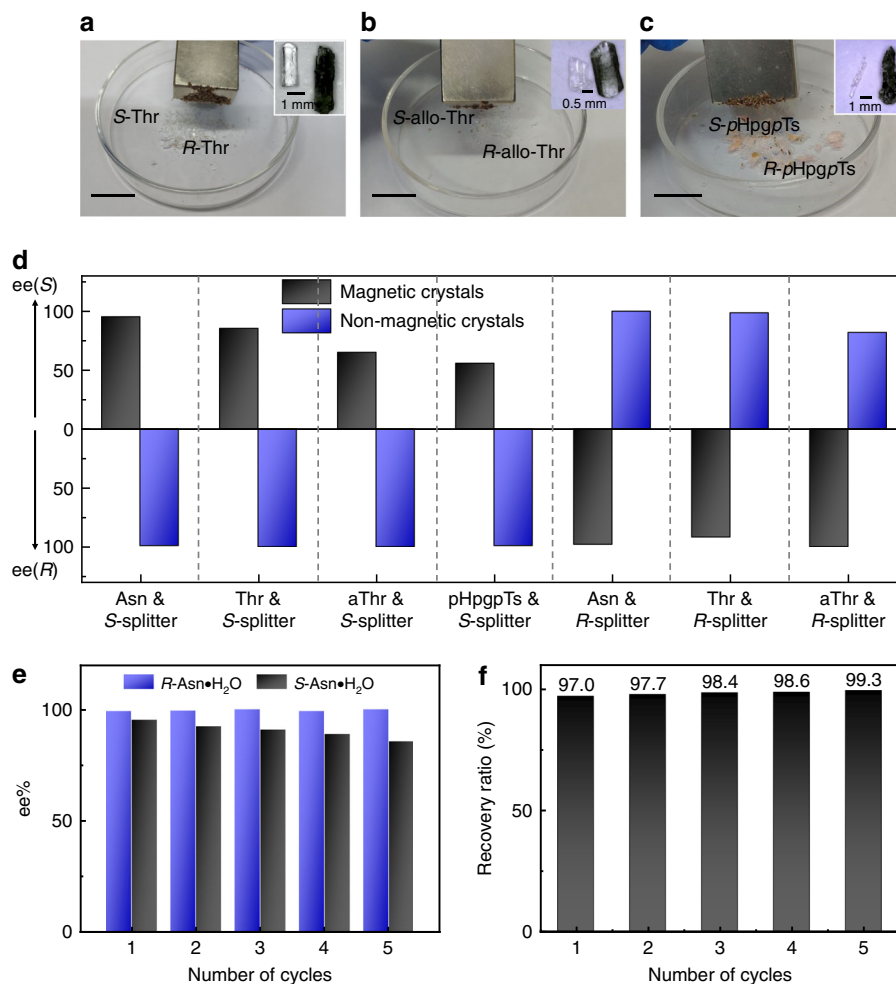 a
b
c
1 mm
0.5 mm
1 mm
S-Thr
R-Thr
S-allo-Thr
R-allo-Thr
S-pHpgpTs
R-pHpgpTs
d
ee(S)
Magnetic crystals
Non-magnetic crystals
100
50
0
50
100
ee(R)
Asn &
S-splitter
Thr &
S-splitter
aThr &
S-splitter
pHpgpTs &
S-splitter
Asn &
R-splitter
Thr &
R-splitter
aThr &
R-splitter
e
R-Asn•H₂O
S-Asn•H₂O
ee%
100
50
0
1 2 3 4 5
Number of cycles
f
Recovery ratio (%)
100
50
0
97.0 97.7 98.4 98.6 99.3
1 2 3 4 5
Number of cycles